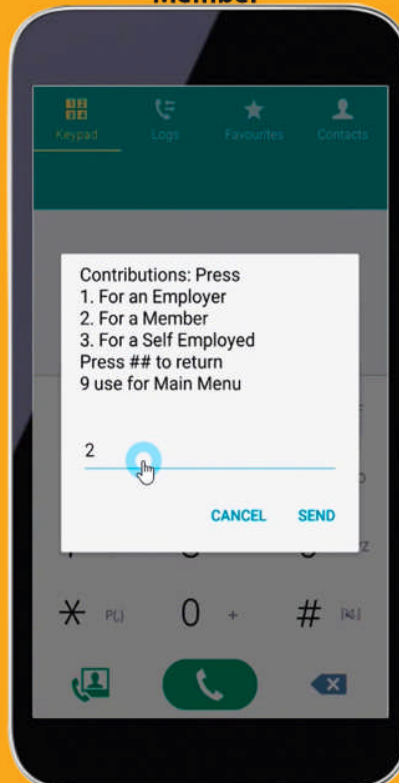 Member
Keypad
Logs
Favourites
Contacts
Contributions: Press
1. For an Employer
2. For a Member
3. For a Self Employed
Press ## to return
9 use for Main Menu
2
CANCEL SEND
* P(,) 0 + #